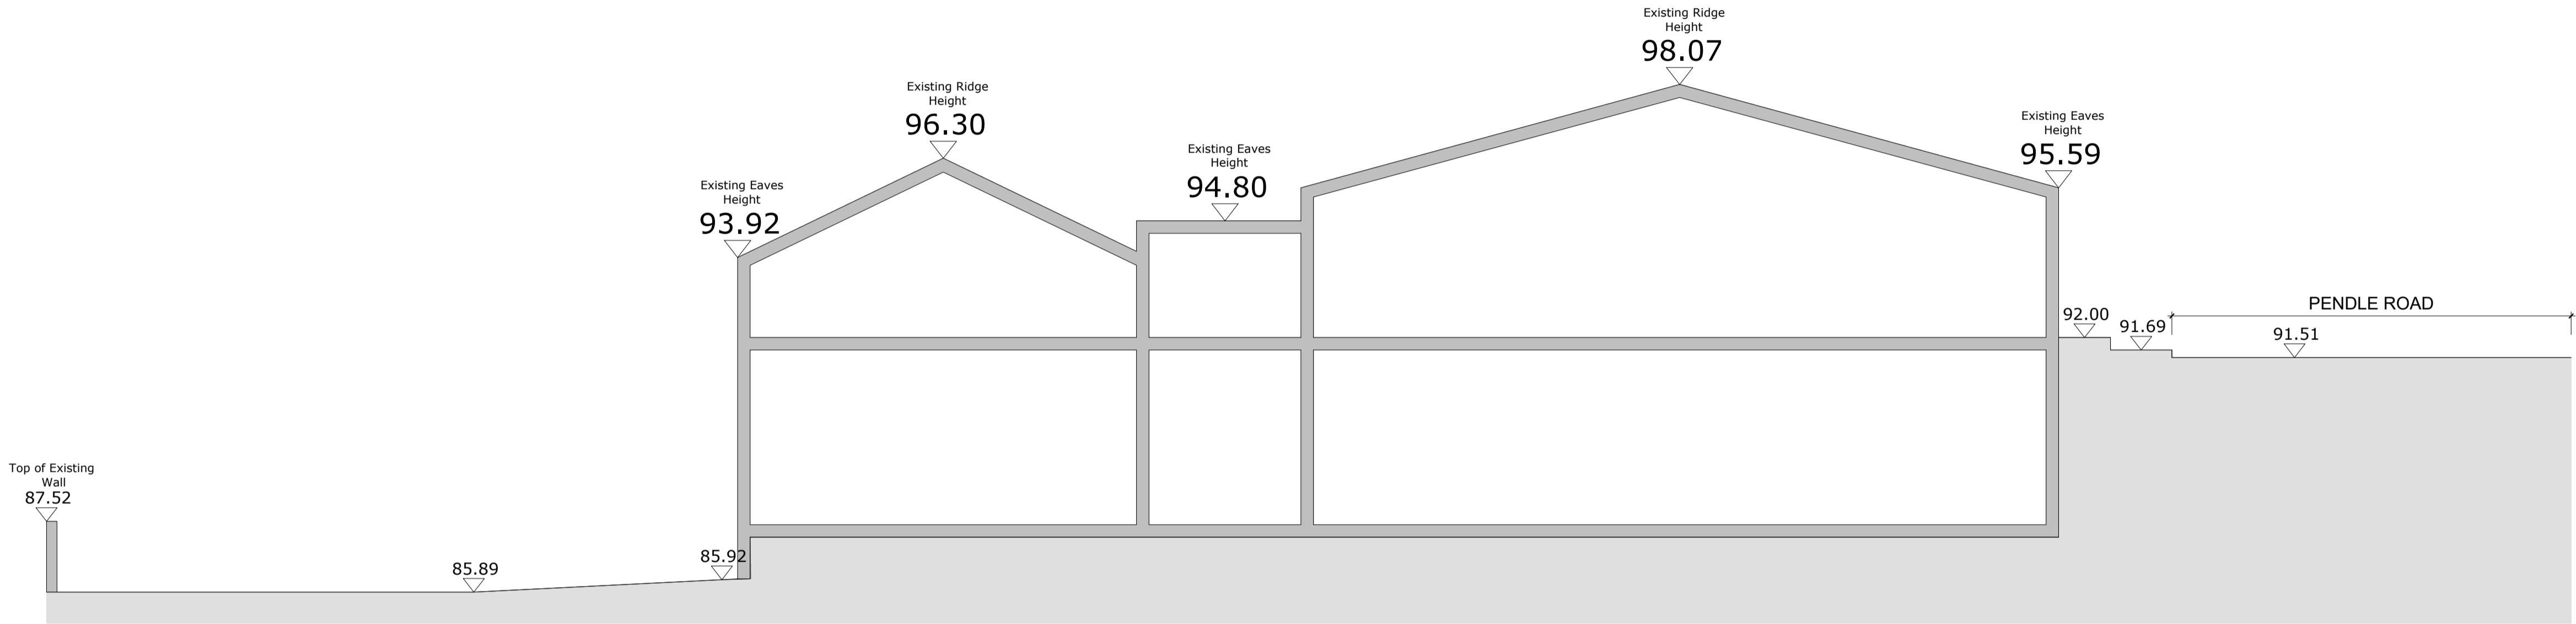 Existing Ridge
Height
98.07
Existing Ridge
Height
96.30
Existing Eaves
Height
95.59
Existing Eaves
Height
94.80
Existing Eaves
Height
93.92
PENDLE ROAD
92.00
91.69
91.51
Top of Existing
Wall
87.52
85.92
85.89